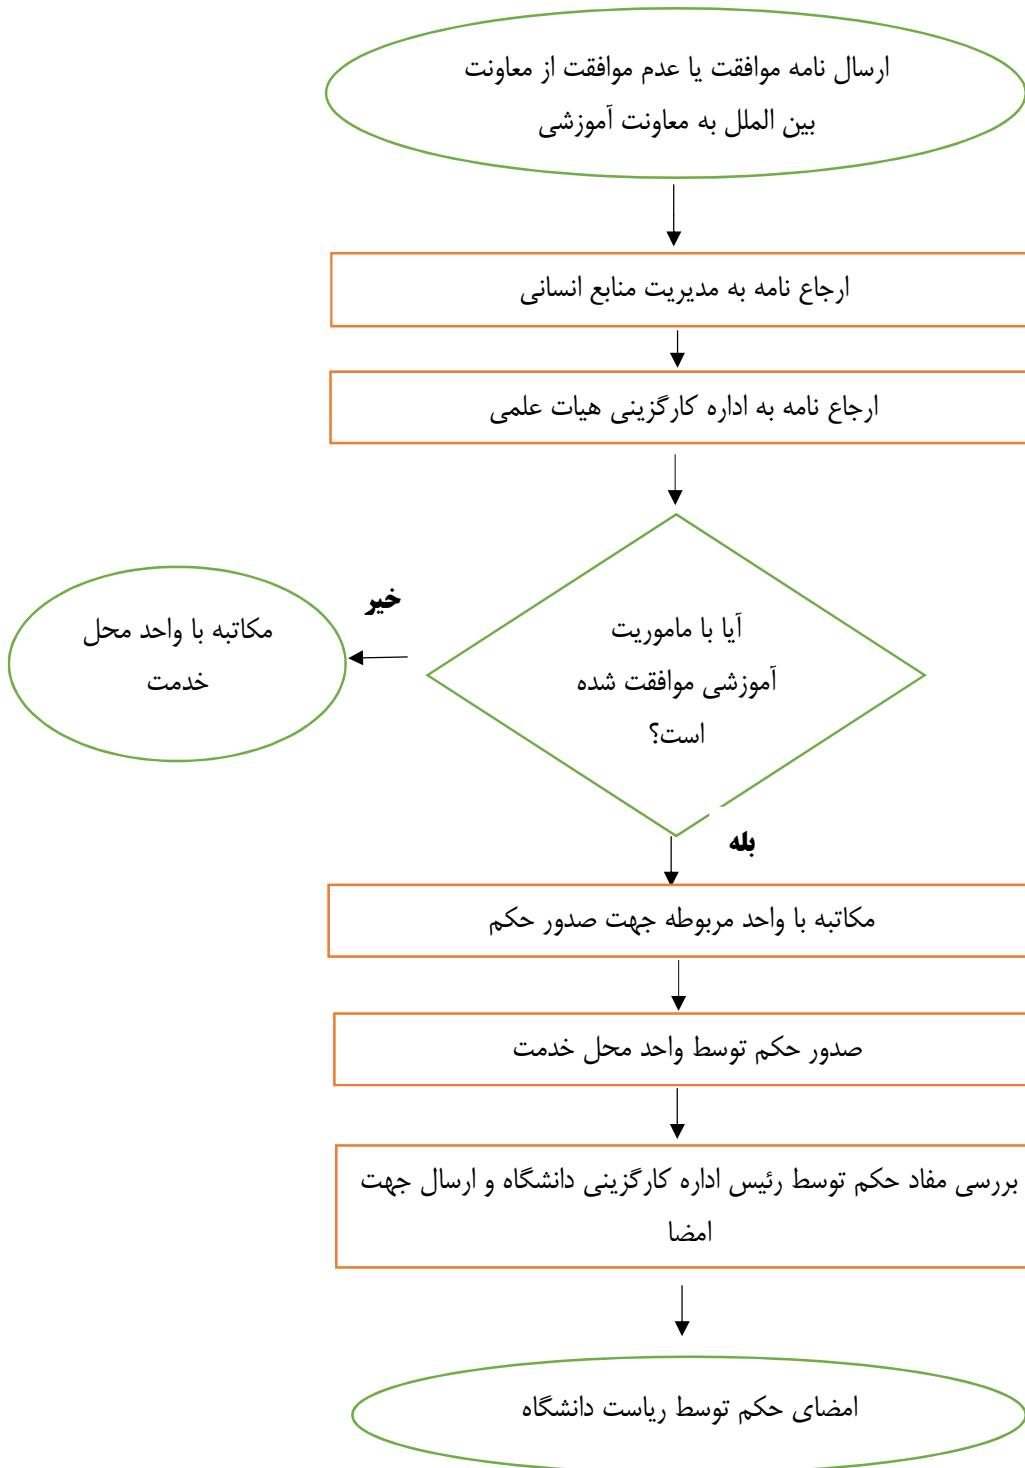 ارسال نامه موافقت یا عدم موافقت از معاونت
بین الملل به معاونت آموزشی
ارجاع نامه به مدیریت منابع انسانی
ارجاع نامه به اداره کارگزینی هیات علمی
آیا با ماموریت
آموزشی موافقت شده
است؟
خیر
مکاتبه با واحد محل
خدمت
بله
مکاتبه با واحد مربوطه جهت صدور حکم
صدور حکم توسط واحد محل خدمت
بررسی مفاد حکم توسط رئیس اداره کارگزینی دانشگاه و ارسال جهت
امضا
امضای حکم توسط ریاست دانشگاه